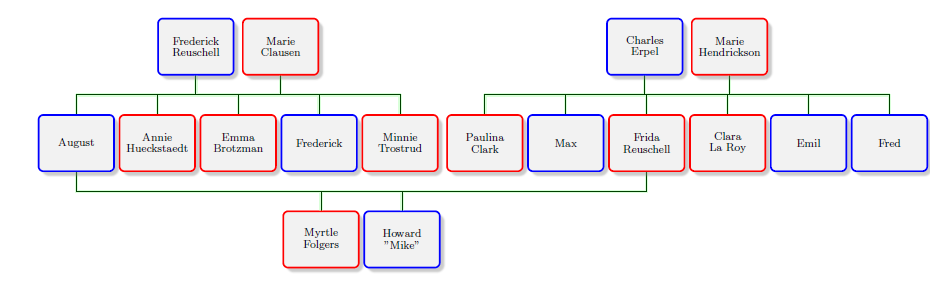 Frederick
Reuschell
Marie
Clausen
Charles
Erpel
Marie
Hendrickson
August
Annie
Hueckstaedt
Emma
Brotzman
Frederick
Minnie
Trostrud
Paulina
Clark
Max
Frida
Reuschell
Clara
La Roy
Emil
Fred
Myrtle
Folgers
Howard
”Mike”